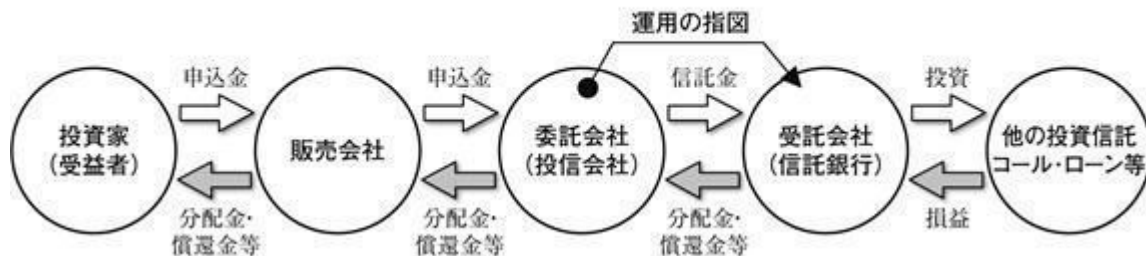 運用の指図
申込金
申込金
信託金
投資
投資家
(受益者)
販売会社
委託会社
(投信会社)
受託会社
(信託銀行)
他の投資信託
コール・ローン等
分配金・
償還金等
分配金・
償還金等
分配金・
償還金等
損益